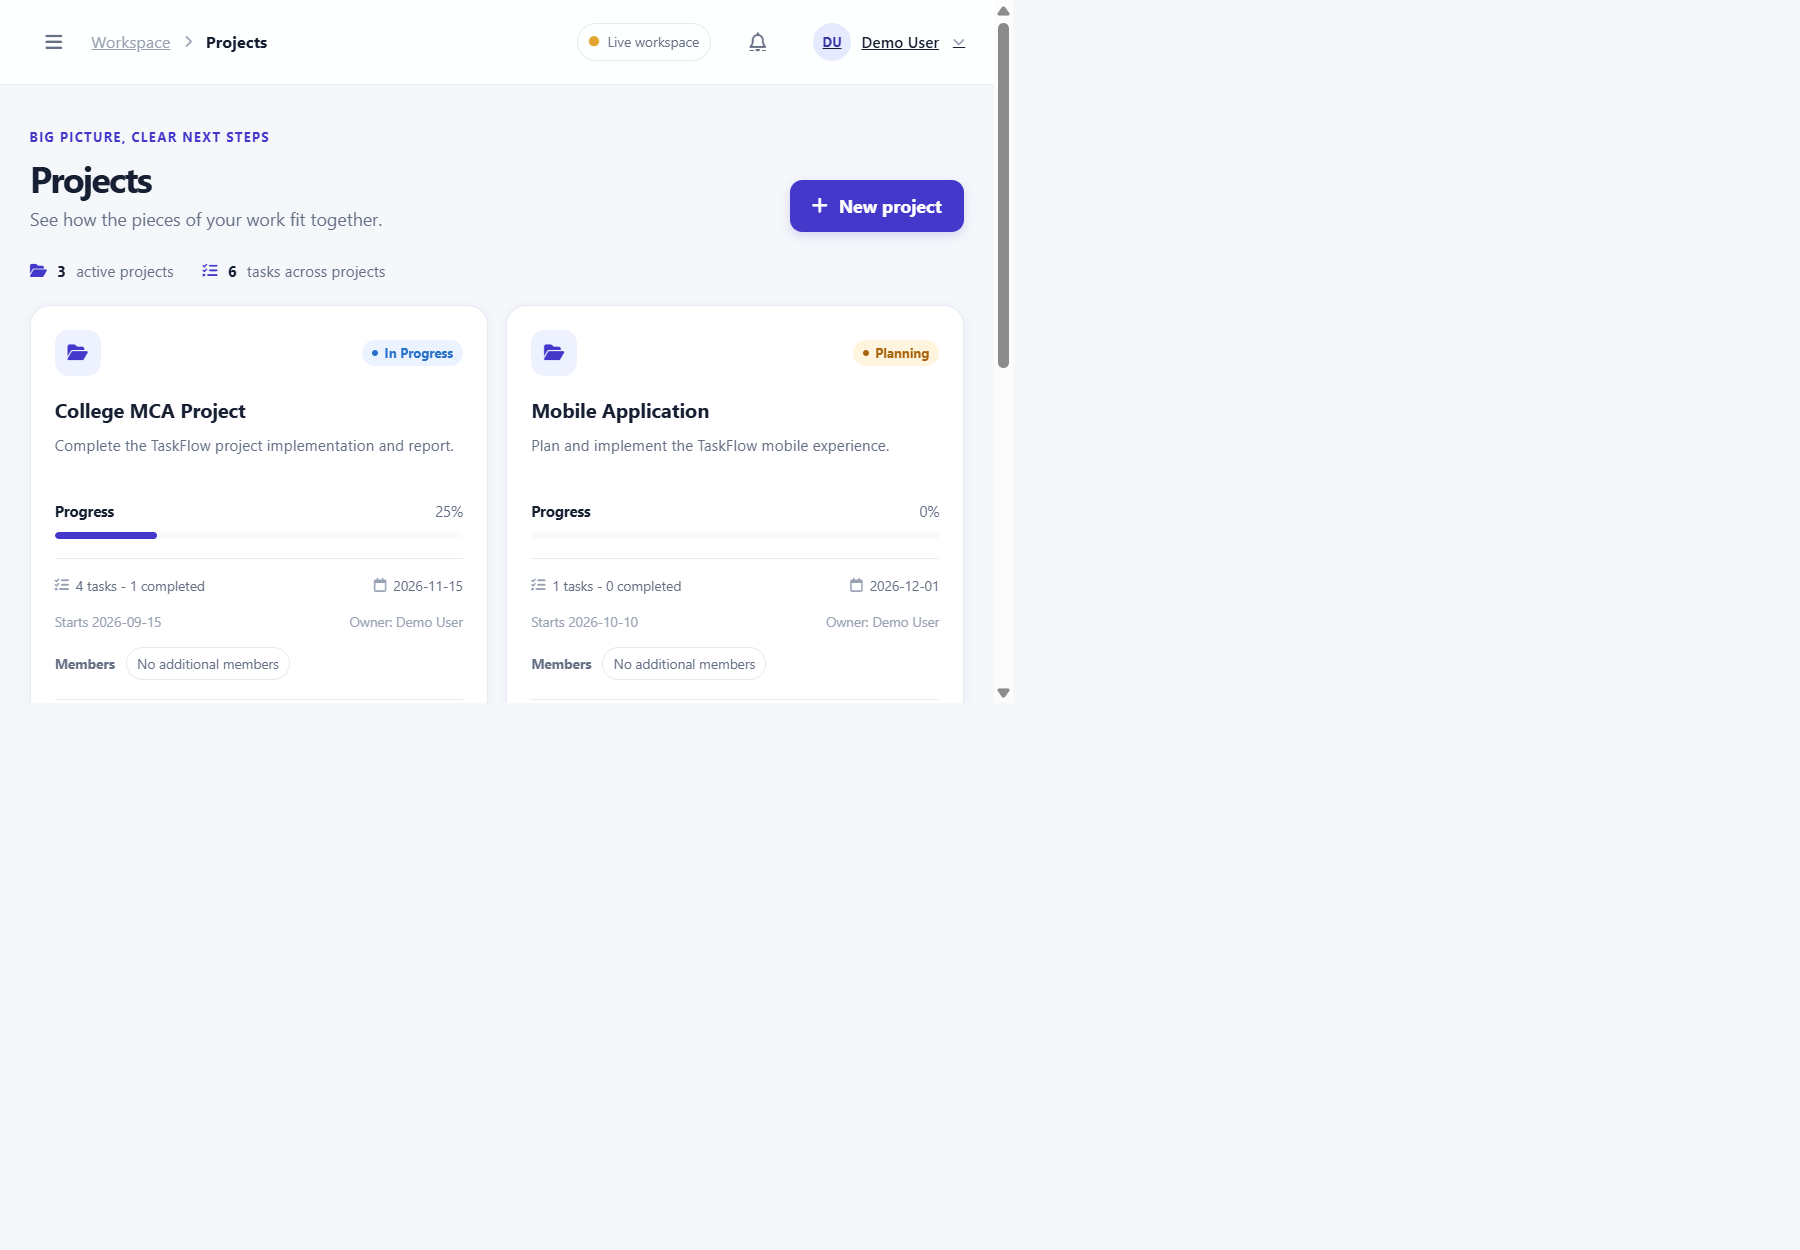 Workspace > Projects
Live workspace
DU Demo User
BIG PICTURE, CLEAR NEXT STEPS
Projects
See how the pieces of your work fit together.
+ New project
3 active projects
6 tasks across projects
In Progress
College MCA Project
Complete the TaskFlow project implementation and report.
Progress 25%
4 tasks - 1 completed 2026-11-15
Starts 2026-09-15 Owner: Demo User
Members No additional members
Planning
Mobile Application
Plan and implement the TaskFlow mobile experience.
Progress 0%
1 tasks - 0 completed 2026-12-01
Starts 2026-10-10 Owner: Demo User
Members No additional members